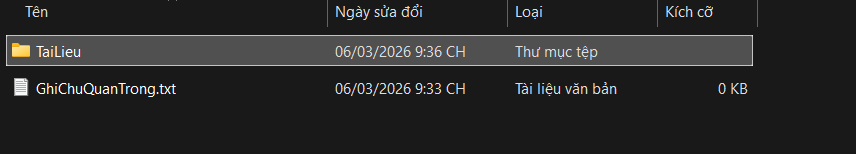 Tên Ngày sửa đổi Loại Kích cỡ
TaiLieu 06/03/2026 9:36 CH Thư mục tệp
GhiChuQuanTrong.txt 06/03/2026 9:33 CH Tài liệu văn bản 0 KB